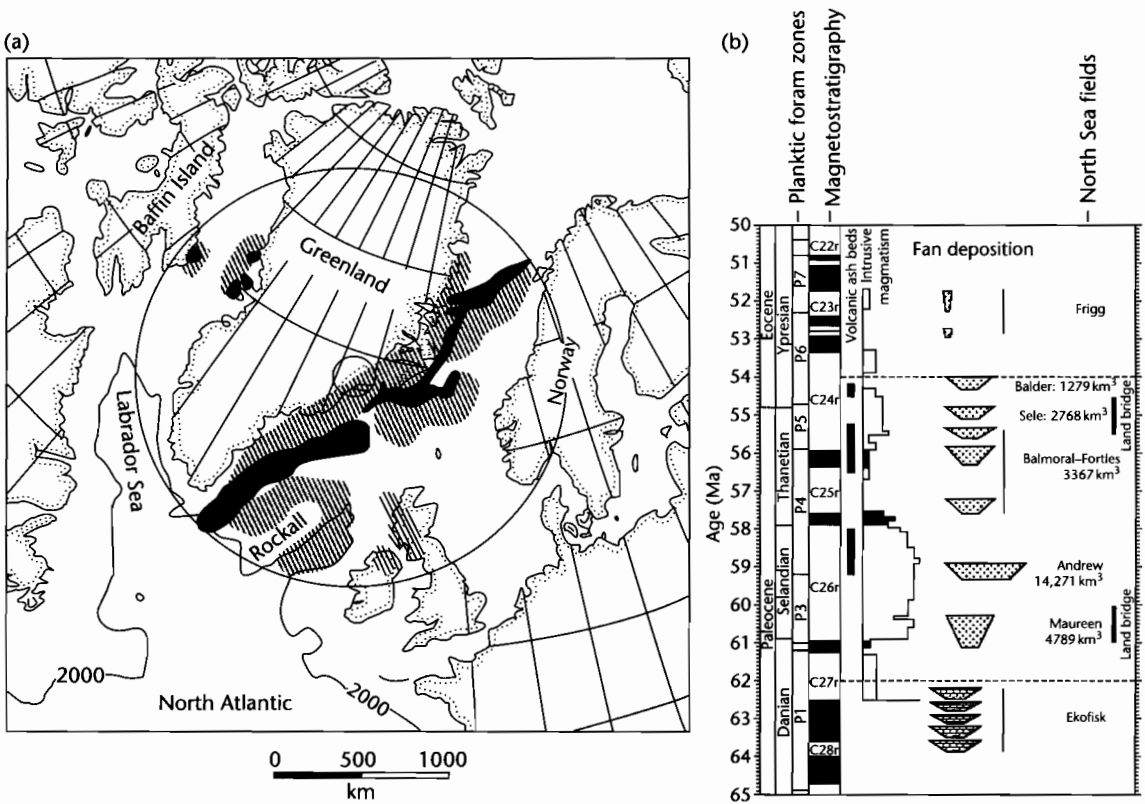 (a)
Baffin Island
Greenland
Labrador Sea
Norway
Rockall
2000
2000
North Atlantic
0 500 1000
km
(b)
Planktic foram zones
Magnetostratigraphy
North Sea fields
Age (Ma)
50
51
52
53
54
55
56
57
58
59
60
61
62
63
64
65
Eocene
Paleocene
Ypresian
Thanetian
Selandian
Danian
P7
P6
P5
P4
P3
P1
C22r
C23r
C24r
C25r
C26r
C27r
C28r
Volcanic ash beds
Intrusive
magmatism
Fan deposition
Frigg
Balder: 1279 km³
Sele: 2768 km³
Land bridge
Balmoral–Forties
3367 km³
Andrew
14,271 km³
Maureen
4789 km³
Land bridge
Ekofisk